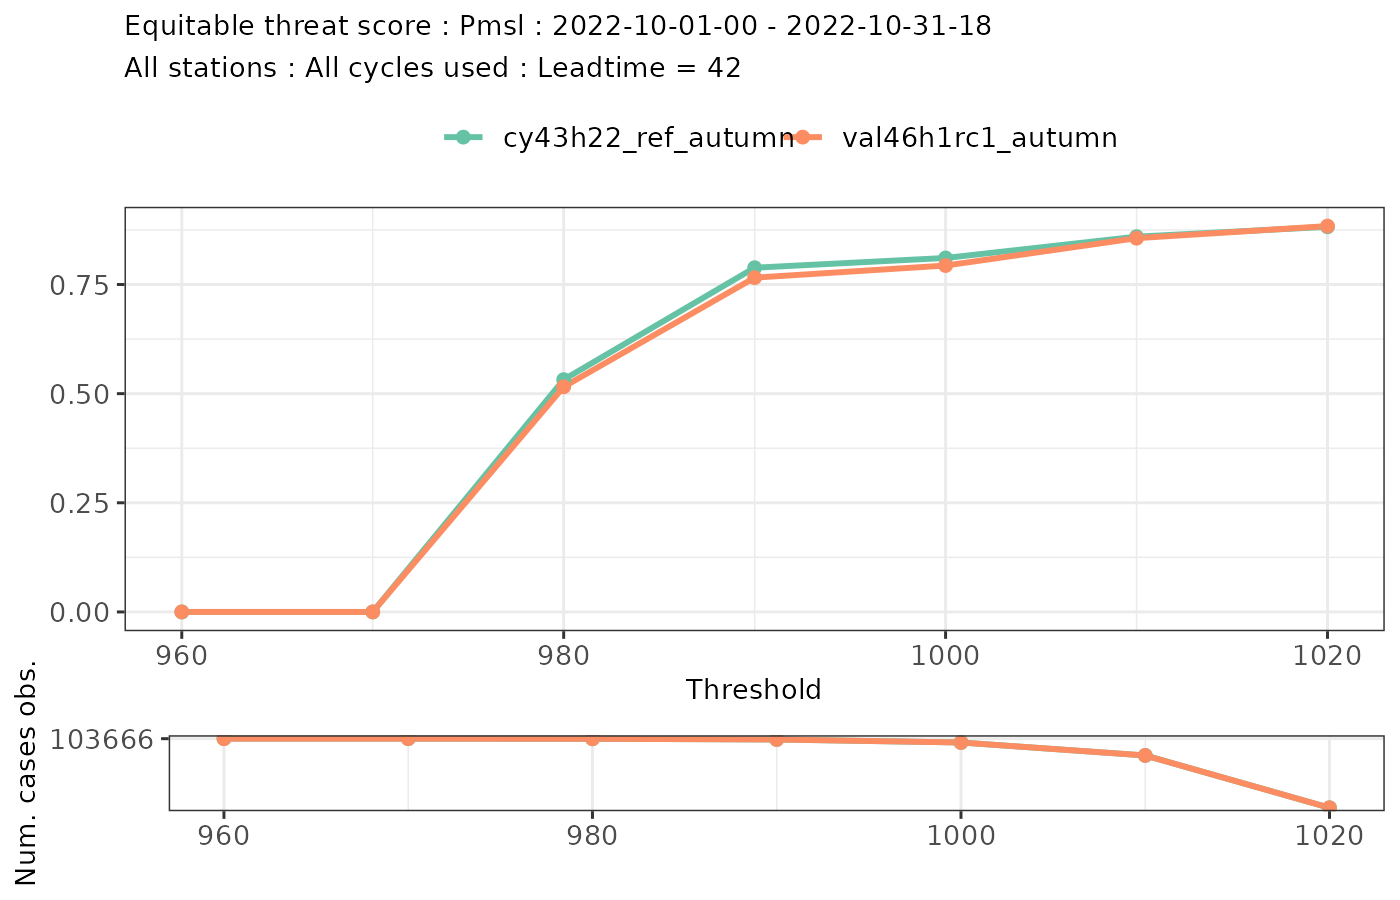 Equitable threat score : Pmsl : 2022-10-01-00 - 2022-10-31-18
All stations : All cycles used : Leadtime = 42
cy43h22_ref_autumn val46h1rc1_autumn
0.75
0.50
0.25
0.00
960 980 1000 1020
Threshold
Num. cases obs.
103666
960 980 1000 1020